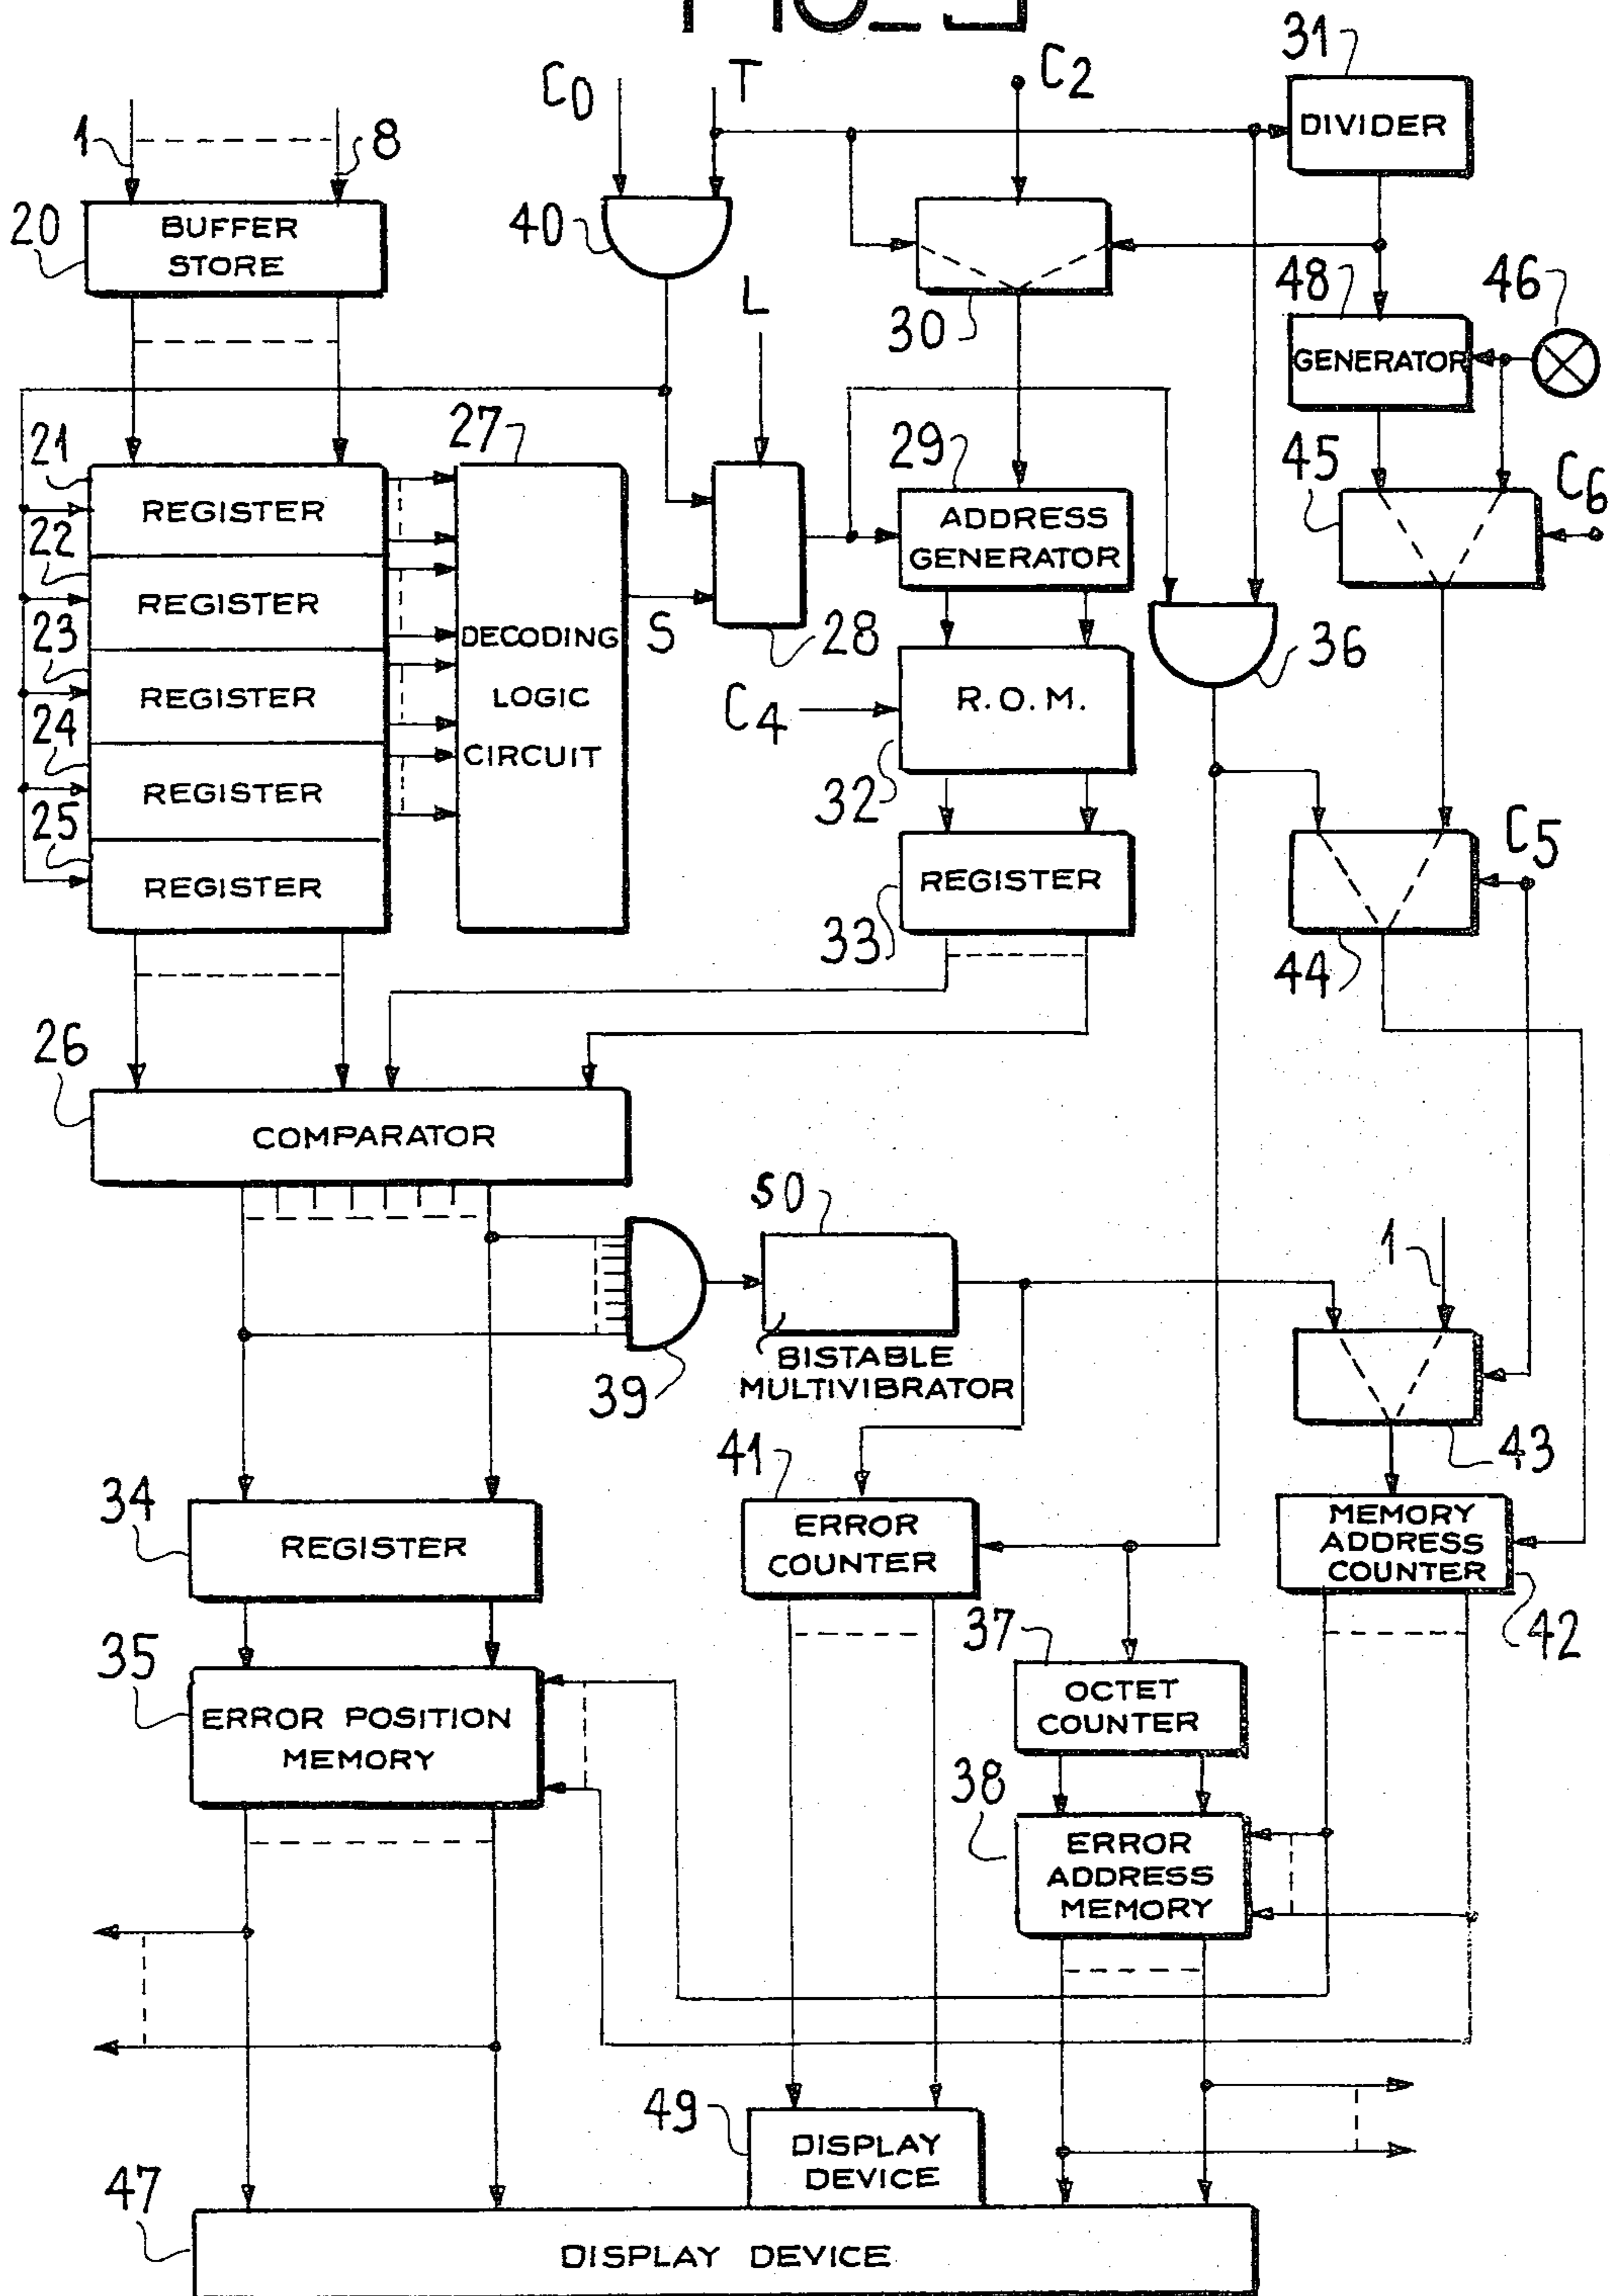 31
C0
T
C2
DIVIDER
1
8
20
BUFFER
STORE
40
30
48
46
L
GENERATOR
21
27
29
45
C6
REGISTER
ADDRESS
GENERATOR
22
REGISTER
S
28
36
23
DECODING
LOGIC
CIRCUIT
REGISTER
C4
R.O.M.
32
24
REGISTER
25
REGISTER
REGISTER
33
C5
44
26
COMPARATOR
50
1
BISTABLE
MULTIVIBRATOR
39
43
41
34
REGISTER
ERROR
COUNTER
MEMORY
ADDRESS
COUNTER
42
35
ERROR POSITION
MEMORY
37
OCTET
COUNTER
38
ERROR
ADDRESS
MEMORY
49
DISPLAY
DEVICE
47
DISPLAY DEVICE